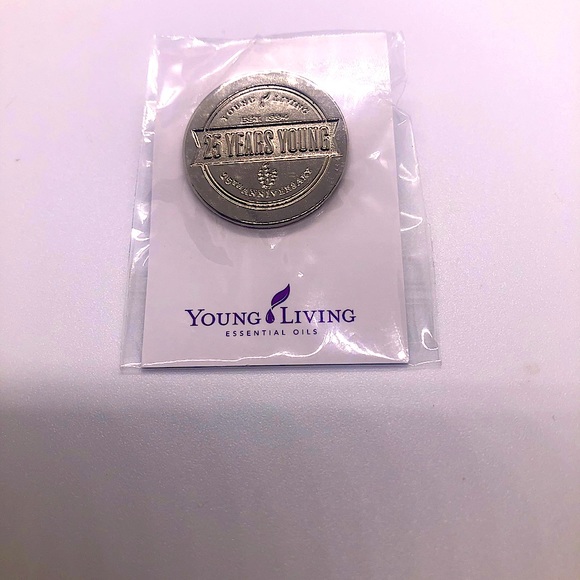 YOUNG LIVING
EST. 1994
25 YEARS YOUNG
25TH ANNIVERSARY
YOUNG LIVING
ESSENTIAL OILS